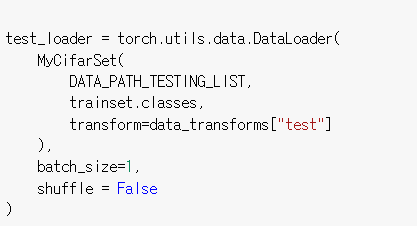 test_loader = torch.utils.data.DataLoader(
    MyCifarSet(
        DATA_PATH_TESTING_LIST,
        trainset.classes,
        transform=data_transforms["test"]
    ),
    batch_size=1,
    shuffle = False
)